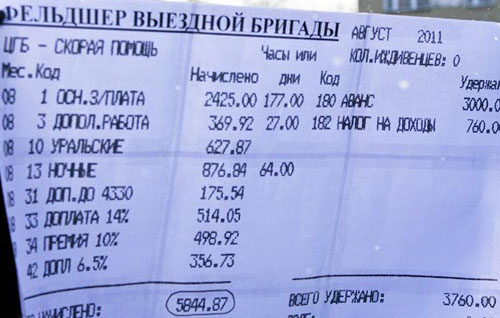 ФЕЛЬДШЕР ВЫЕЗДНОЙ БРИГАДЫ АВГУСТ 2011
ЦГБ - СКОРАЯ ПОМОЩЬ Часы или КОЛ.ИЖДИВЕНЦЕВ: 0
Мес. Код Начислено дни Код Удержа
08 1 ОСН.З/ПЛАТА 2425.00 177.00 180 АВАНС 3000.0
08 3 ДОПОЛ.РАБОТА 369.92 27.00 182 НАЛОГ НА ДОХОДЫ 760.0
08 10 УРАЛЬСКИЕ 627.87
08 13 НОЧНЫЕ 876.84 64.00
08 31 ДОП.ДО 4330 175.54
08 33 ДОПЛАТА 14% 514.05
08 34 ПРЕМИЯ 10% 498.92
42 ДОПЛ 6.5% 356.73
НАЧИСЛЕНО: 5844.87 ВСЕГО УДЕРЖАНО: 3760.00